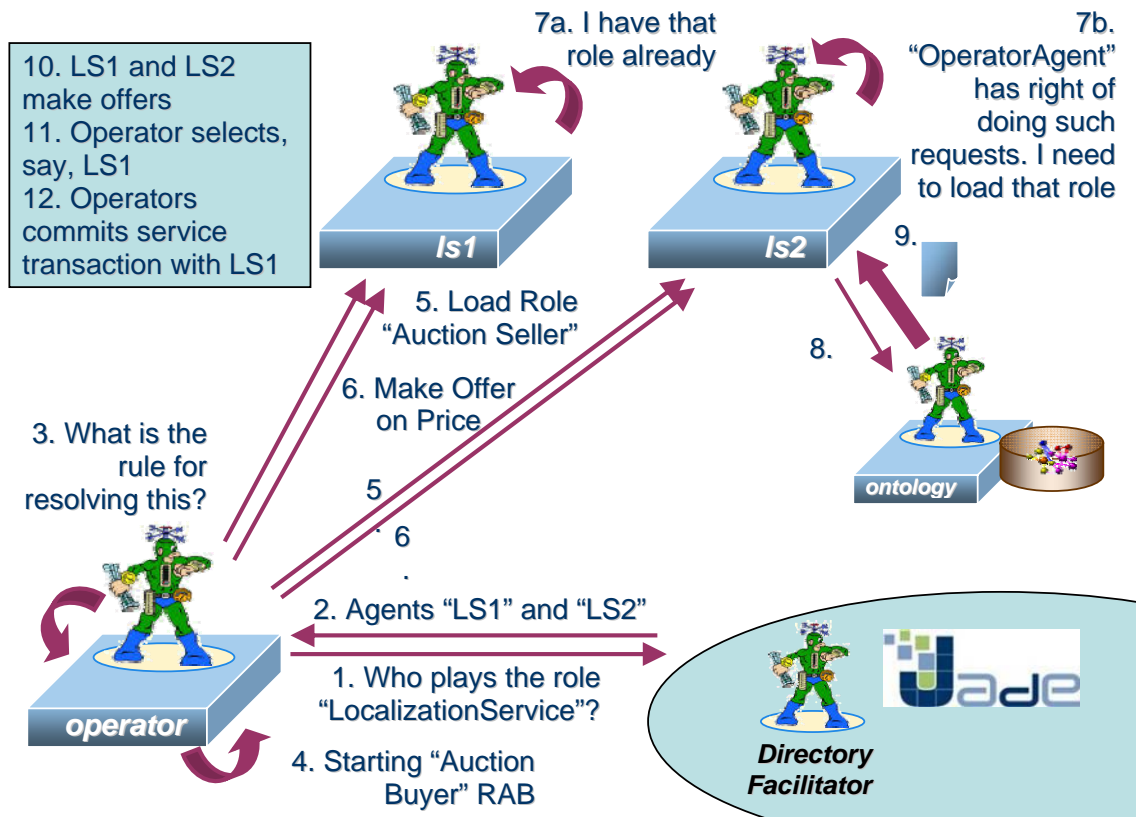 10. LS1 and LS2
make offers
11. Operator selects,
say, LS1
12. Operators
commits service
transaction with LS1
7a. I have that
role already
7b.
“OperatorAgent”
has right of
doing such
requests. I need
to load that role
ls1
ls2
9.
5. Load Role
“Auction Seller”
8.
6. Make Offer
on Price
3. What is the
rule for
resolving this?
ontology
5
.
6
.
2. Agents “LS1” and “LS2”
1. Who plays the role
“LocalizationService”?
operator
4. Starting “Auction
Buyer” RAB
Jade
Directory
Facilitator